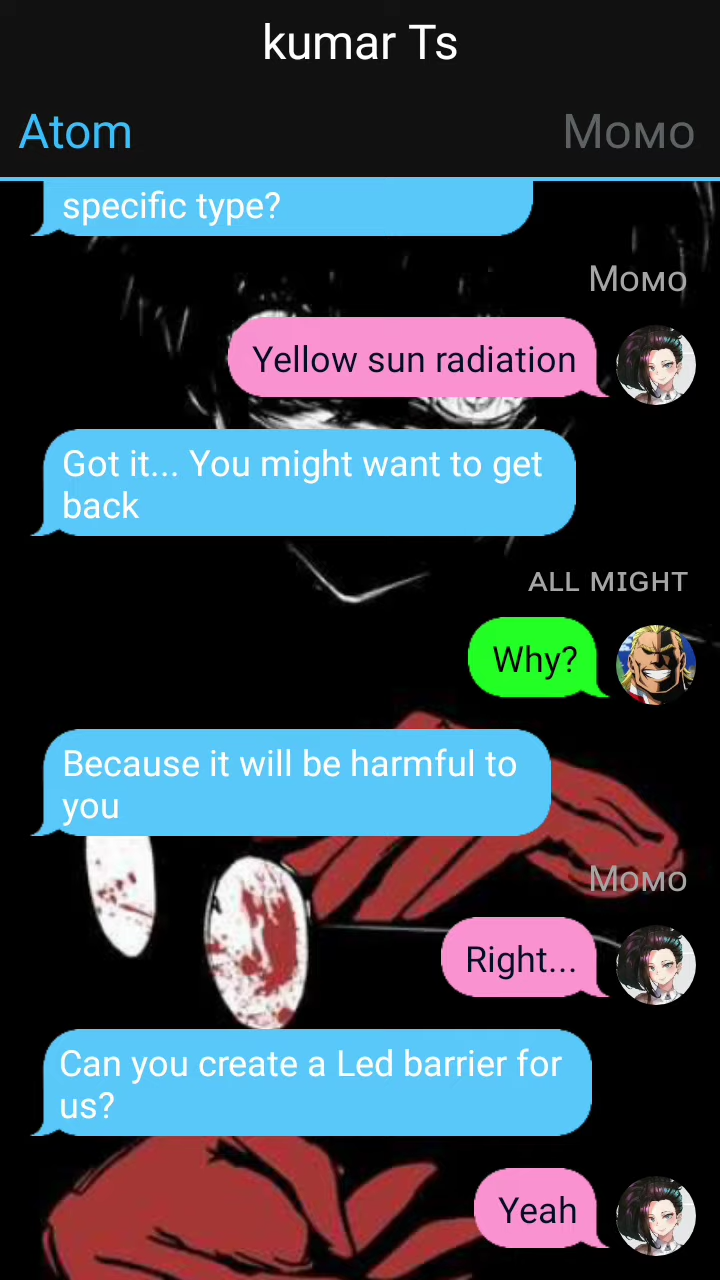 kumar Ts
Atom
Momo
specific type?
Momo
Yellow sun radiation
Got it... You might want to get
back
ALL MIGHT
Why?
Because it will be harmful to
you
Momo
Right...
Can you create a Led barrier for
us?
Yeah